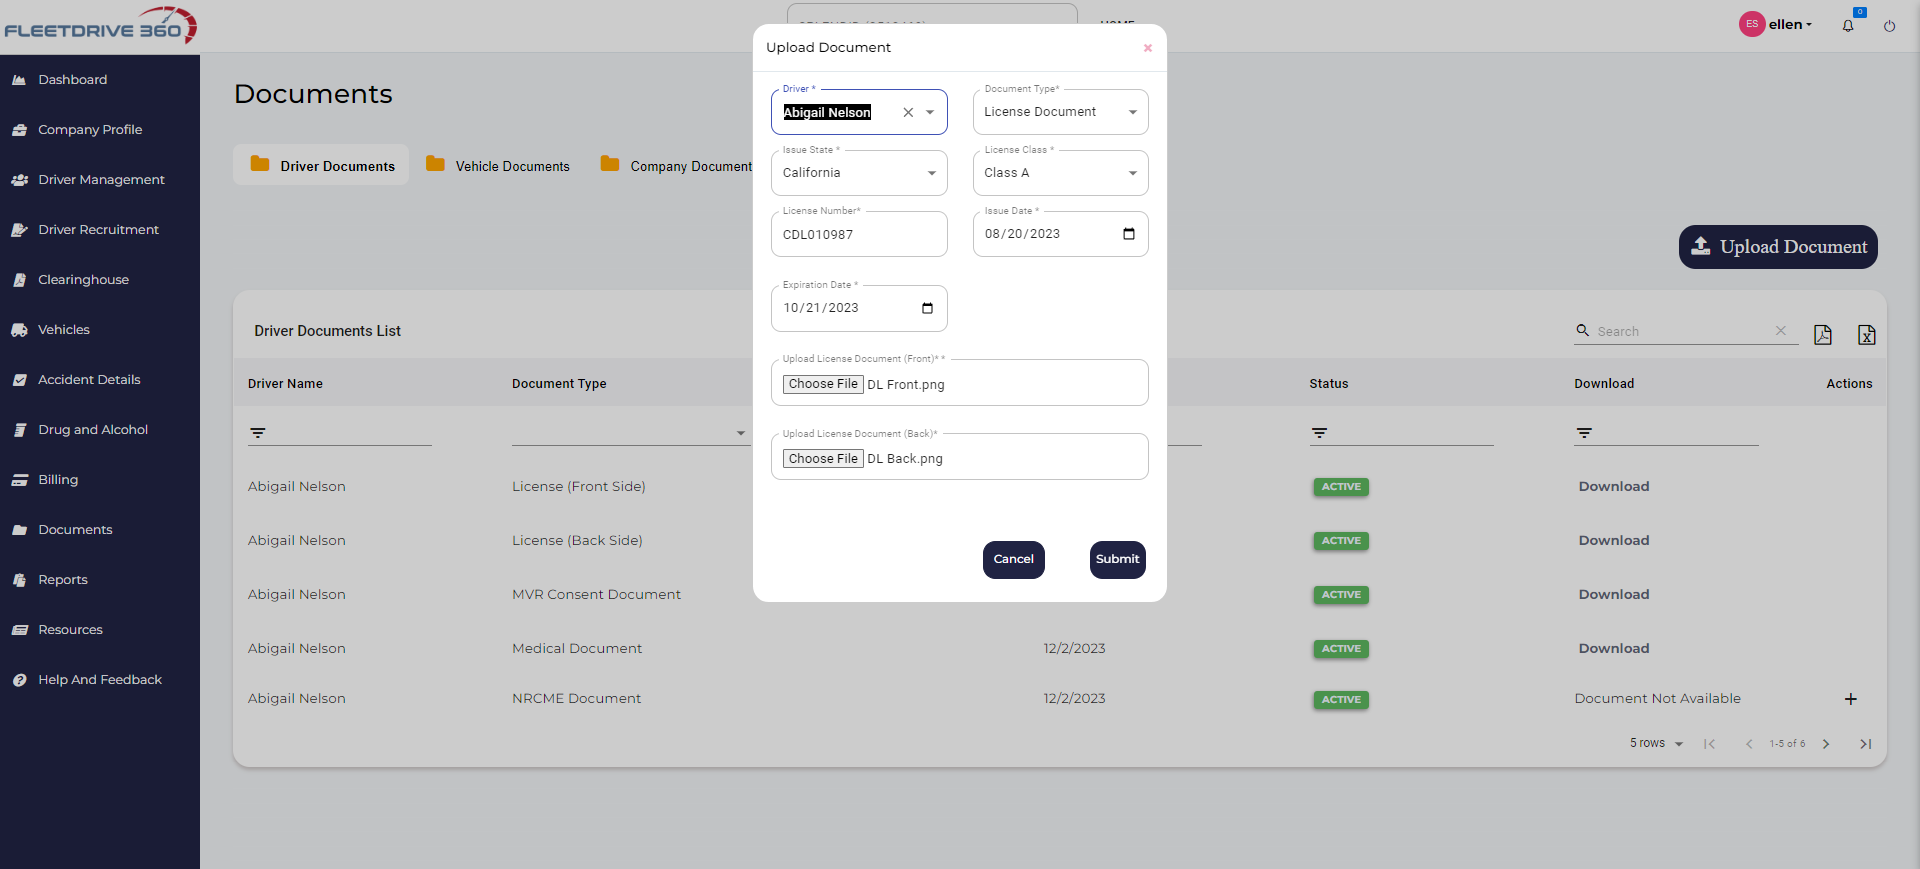 FLEETDRIVE 360
HOME
ES ellen
0
Dashboard
Company Profile
Driver Management
Driver Recruitment
Clearinghouse
Vehicles
Accident Details
Drug and Alcohol
Billing
Documents
Reports
Resources
Help And Feedback
Documents
Driver Documents
Vehicle Documents
Company Document
Upload Document
Driver Documents List
Search
Driver Name
Document Type
Status
Download
Actions
Abigail Nelson License (Front Side) ACTIVE Download
Abigail Nelson License (Back Side) ACTIVE Download
Abigail Nelson MVR Consent Document ACTIVE Download
Abigail Nelson Medical Document 12/2/2023 ACTIVE Download
Abigail Nelson NRCME Document 12/2/2023 ACTIVE Document Not Available +
5 rows 1-5 of 6
Upload Document
Driver *
Abigail Nelson
Document Type*
License Document
Issue State *
California
License Class *
Class A
License Number*
CDL010987
Issue Date *
08/20/2023
Expiration Date *
10/21/2023
Upload License Document (Front)* *
Choose File DL Front.png
Upload License Document (Back)*
Choose File DL Back.png
Cancel
Submit